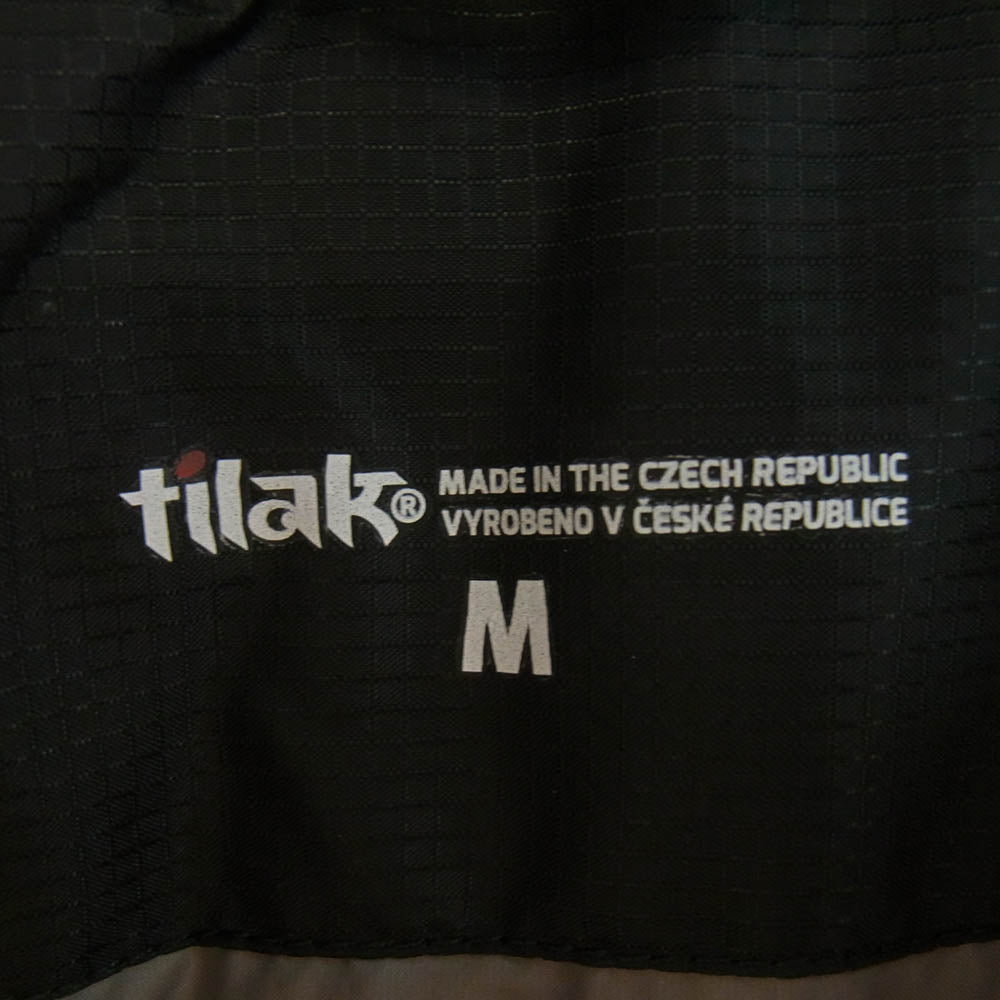 tilak® MADE IN THE CZECH REPUBLIC
VYROBENO V ČESKÉ REPUBLICE
M